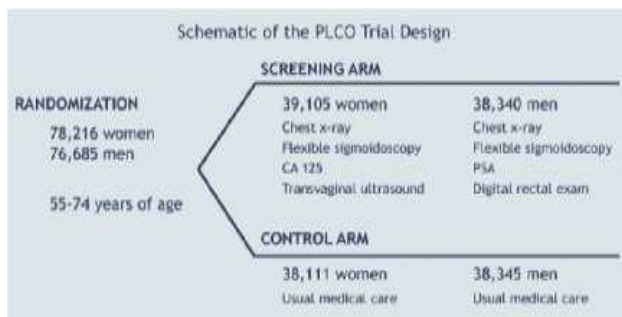 Schematic of the PLCO Trial Design
SCREENING ARM
RANDOMIZATION
78,216 women
76,685 men
55-74 years of age
39,105 women
Chest x-ray
Flexible sigmoidoscopy
CA 125
Transvaginal ultrasound
38,340 men
Chest x-ray
Flexible sigmoidoscopy
PSA
Digital rectal exam
CONTROL ARM
38,111 women
Usual medical care
38,345 men
Usual medical care